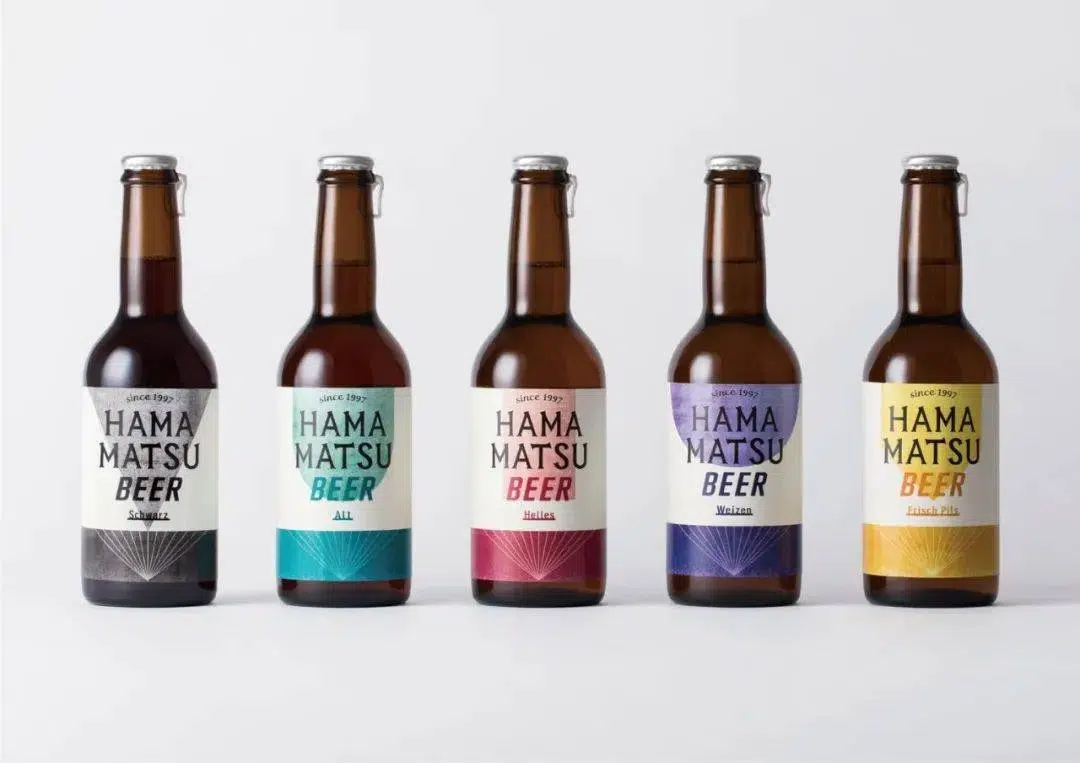 since 1997
HAMA
MATSU
BEER
Schwarz
since 1997
HAMA
MATSU
BEER
Alt
since 1997
HAMA
MATSU
BEER
Helles
since 1997
HAMA
MATSU
BEER
Weizen
since 1997
HAMA
MATSU
BEER
Frisch Pils